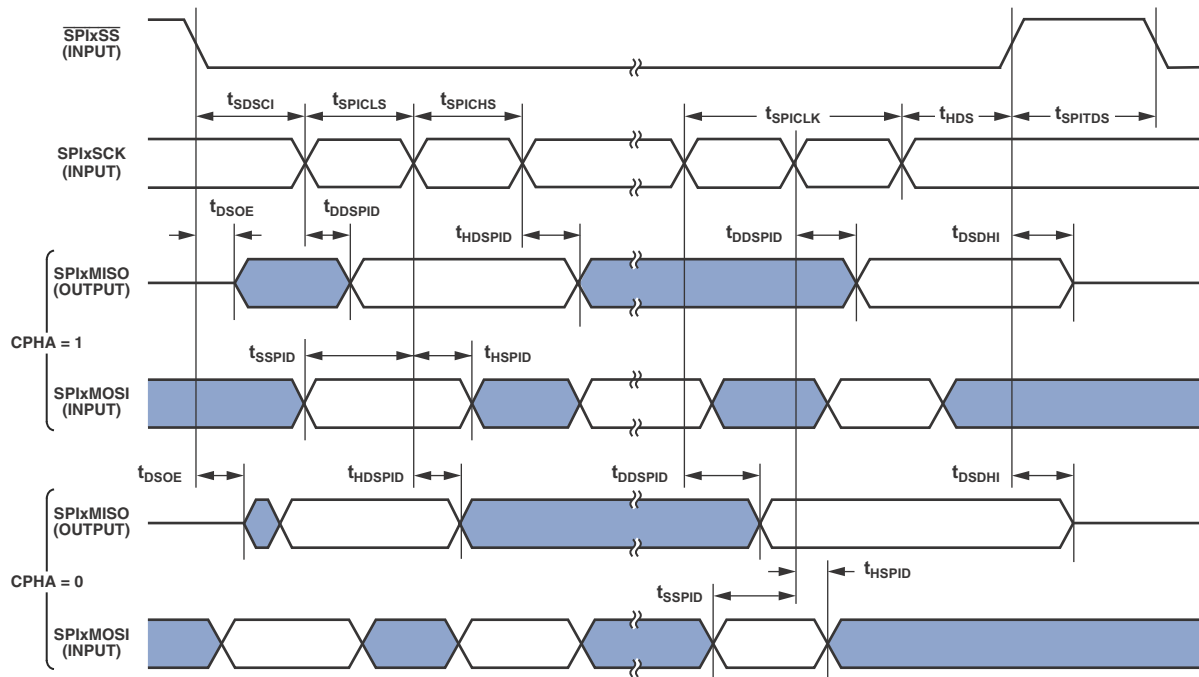 SPIxSS
(INPUT)
tSDSCI
tSPICLS
tSPICHS
tSPICLK
tHDS
tSPITDS
SPIxSCK
(INPUT)
tDSOE
tDDSPID
tHDSPID
tDDSPID
tDSDHI
SPIxMISO
(OUTPUT)
CPHA = 1
tSSPID
tHSPID
SPIxMOSI
(INPUT)
tDSOE
tHDSPID
tDDSPID
tDSDHI
SPIxMISO
(OUTPUT)
CPHA = 0
tHSPID
tSSPID
SPIxMOSI
(INPUT)